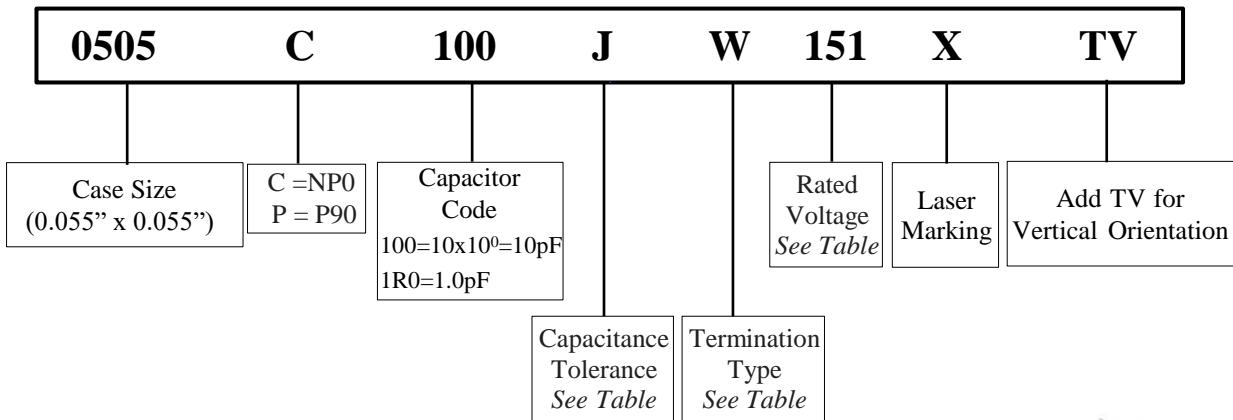 0505 C 100 J W 151 X TV
Case Size
(0.055” x 0.055”)
C =NP0
P = P90
Capacitor
Code
100=10x10⁰=10pF
1R0=1.0pF
Rated
Voltage
See Table
Laser
Marking
Add TV for
Vertical Orientation
Capacitance
Tolerance
See Table
Termination
Type
See Table